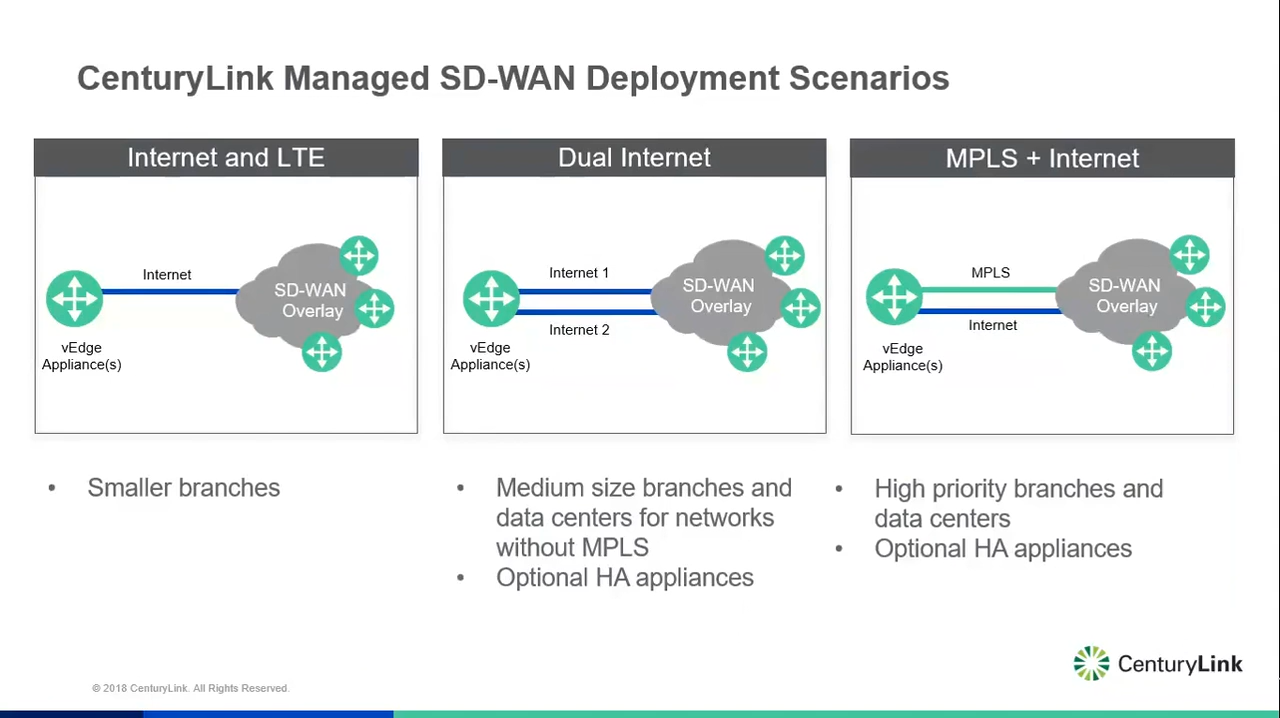 CenturyLink Managed SD-WAN Deployment Scenarios
Internet and LTE
Internet
SD-WAN
Overlay
vEdge
Appliance(s)
• Smaller branches
Dual Internet
Internet 1
Internet 2
SD-WAN
Overlay
vEdge
Appliance(s)
• Medium size branches and
data centers for networks
without MPLS
• Optional HA appliances
MPLS + Internet
MPLS
Internet
SD-WAN
Overlay
vEdge
Appliance(s)
• High priority branches and
data centers
• Optional HA appliances
CenturyLink
© 2018 CenturyLink. All Rights Reserved.